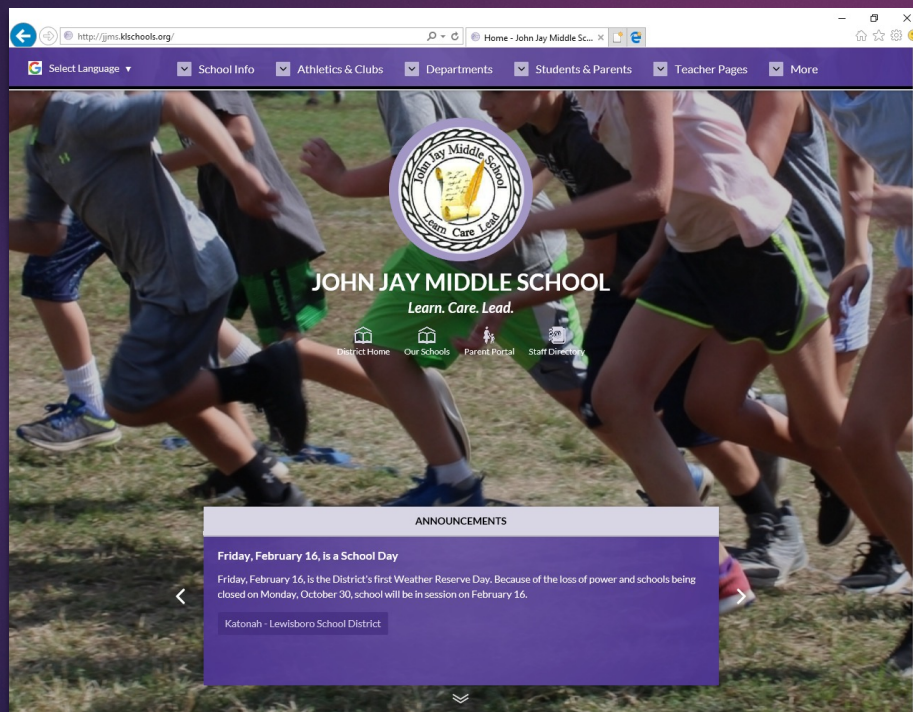 http://jjms.klschools.org/
Home - John Jay Middle Sc...
Select Language
School Info
Athletics & Clubs
Departments
Students & Parents
Teacher Pages
More
John Jay Middle School
Learn Care Lead
JOHN JAY MIDDLE SCHOOL
Learn. Care. Lead.
District Home
Our Schools
Parent Portal
Staff Directory
ANNOUNCEMENTS
Friday, February 16, is a School Day
Friday, February 16, is the District's first Weather Reserve Day. Because of the loss of power and schools being
closed on Monday, October 30, school will be in session on February 16.
Katonah - Lewisboro School District